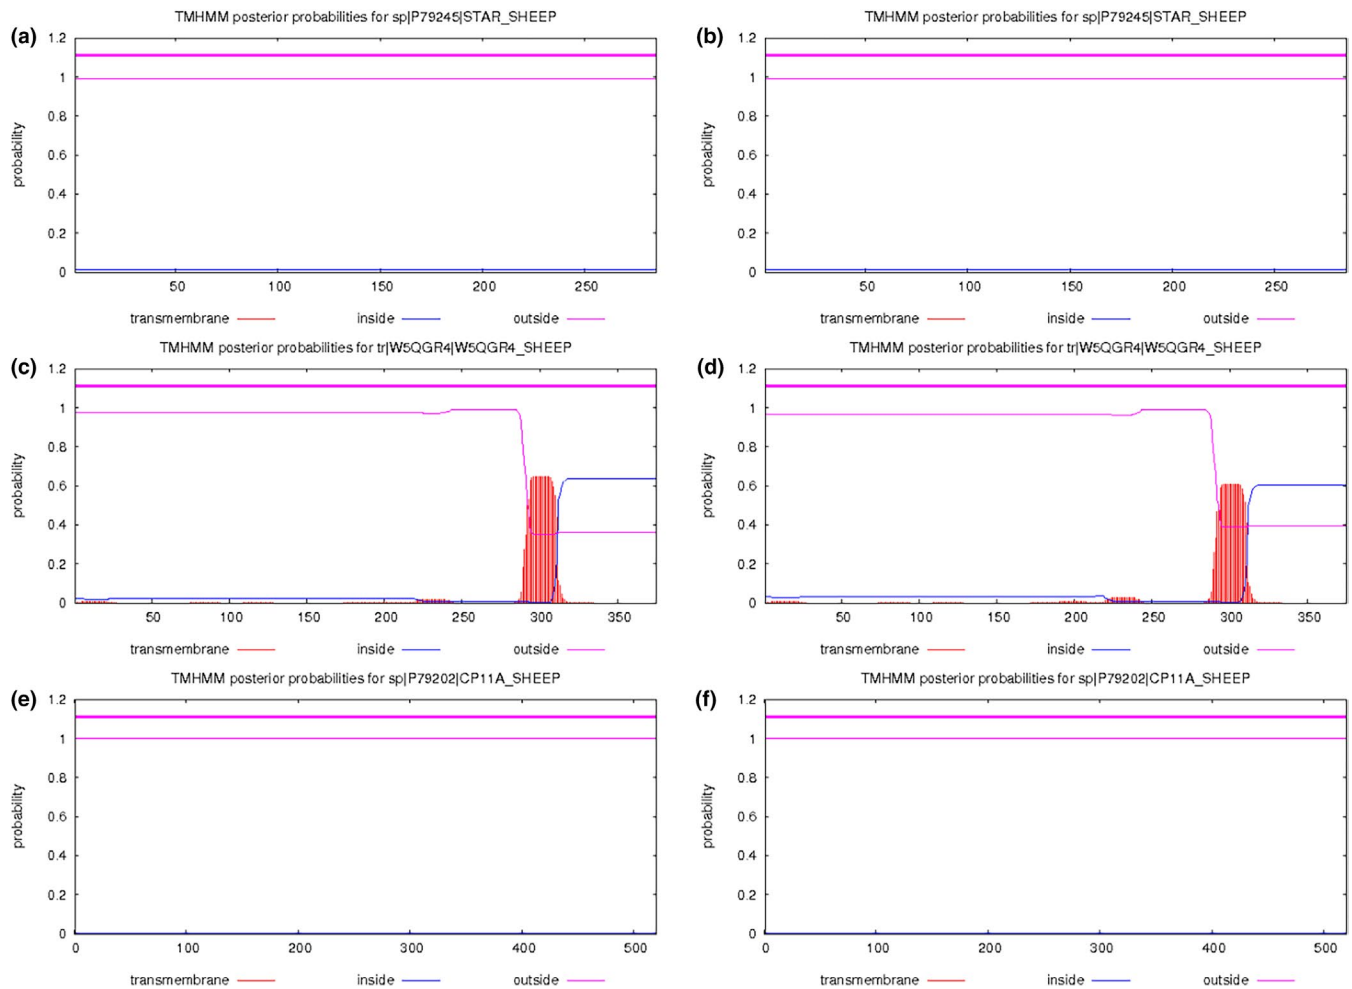 (a) TMHMM posterior probabilities for sp|P79245|STAR_SHEEP
1.2
1
0.8
0.6
0.4
0.2
0
probability
50 100 150 200 250
transmembrane inside outside
(b) TMHMM posterior probabilities for sp|P79245|STAR_SHEEP
1.2
1
0.8
0.6
0.4
0.2
0
probability
50 100 150 200 250
transmembrane inside outside
(c) TMHMM posterior probabilities for tr|W5QGR4|W5QGR4_SHEEP
1.2
1
0.8
0.6
0.4
0.2
0
probability
50 100 150 200 250 300 350
transmembrane inside outside
(d) TMHMM posterior probabilities for tr|W5QGR4|W5QGR4_SHEEP
1.2
1
0.8
0.6
0.4
0.2
0
probability
50 100 150 200 250 300 350
transmembrane inside outside
(e) TMHMM posterior probabilities for sp|P79202|CP11A_SHEEP
1.2
1
0.8
0.6
0.4
0.2
0
probability
0 100 200 300 400 500
transmembrane inside outside
(f) TMHMM posterior probabilities for sp|P79202|CP11A_SHEEP
1.2
1
0.8
0.6
0.4
0.2
0
probability
0 100 200 300 400 500
transmembrane inside outside